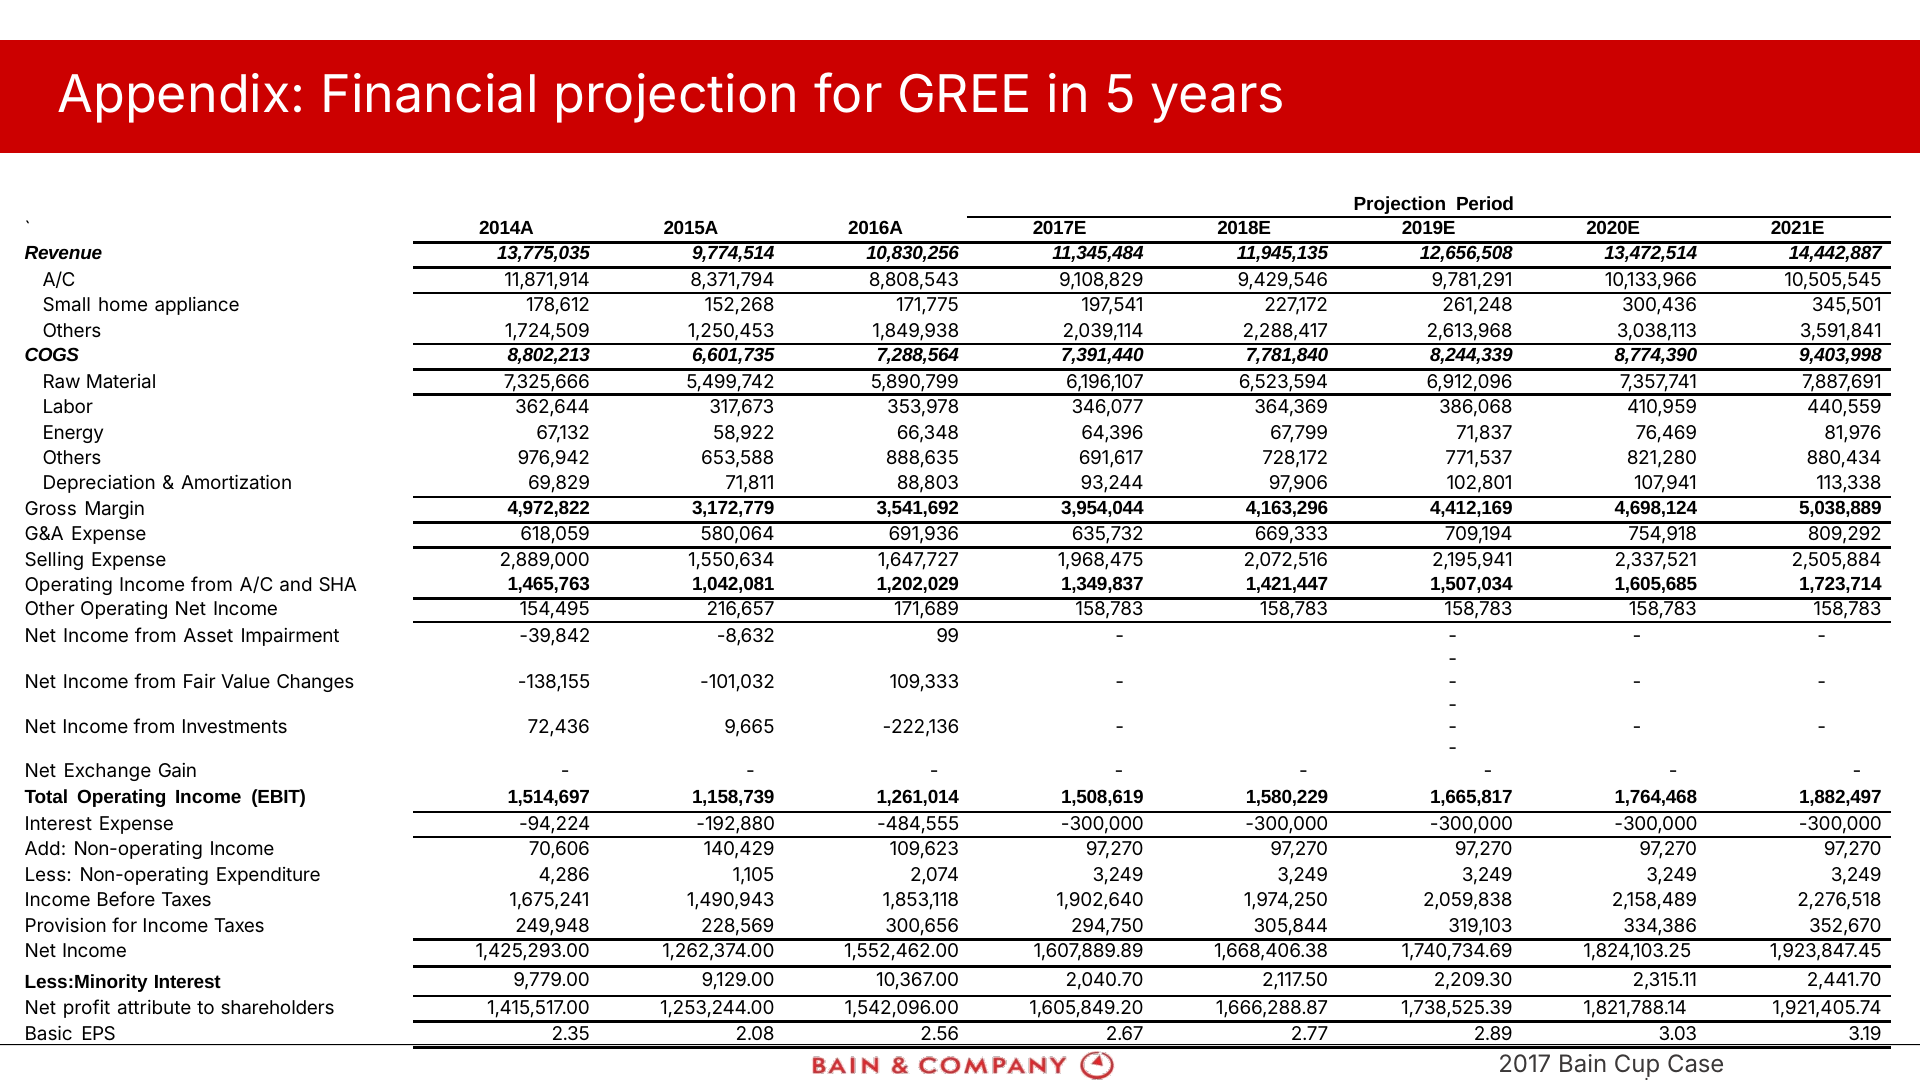 Appendix: Financial projection for GREE in 5 years
Projection Period
` 2014A 2015A 2016A 2017E 2018E 2019E 2020E 2021E
Revenue 13,775,035 9,774,514 10,830,256 11,345,484 11,945,135 12,656,508 13,472,514 14,442,887
A/C 11,871,914 8,371,794 8,808,543 9,108,829 9,429,546 9,781,291 10,133,966 10,505,545
Small home appliance 178,612 152,268 171,775 197,541 227,172 261,248 300,436 345,501
Others 1,724,509 1,250,453 1,849,938 2,039,114 2,288,417 2,613,968 3,038,113 3,591,841
COGS 8,802,213 6,601,735 7,288,564 7,391,440 7,781,840 8,244,339 8,774,390 9,403,998
Raw Material 7,325,666 5,499,742 5,890,799 6,196,107 6,523,594 6,912,096 7,357,741 7,887,691
Labor 362,644 317,673 353,978 346,077 364,369 386,068 410,959 440,559
Energy 67,132 58,922 66,348 64,396 67,799 71,837 76,469 81,976
Others 976,942 653,588 888,635 691,617 728,172 771,537 821,280 880,434
Depreciation & Amortization 69,829 71,811 88,803 93,244 97,906 102,801 107,941 113,338
Gross Margin 4,972,822 3,172,779 3,541,692 3,954,044 4,163,296 4,412,169 4,698,124 5,038,889
G&A Expense 618,059 580,064 691,936 635,732 669,333 709,194 754,918 809,292
Selling Expense 2,889,000 1,550,634 1,647,727 1,968,475 2,072,516 2,195,941 2,337,521 2,505,884
Operating Income from A/C and SHA 1,465,763 1,042,081 1,202,029 1,349,837 1,421,447 1,507,034 1,605,685 1,723,714
Other Operating Net Income 154,495 216,657 171,689 158,783 158,783 158,783 158,783 158,783
Net Income from Asset Impairment -39,842 -8,632 99 - - - -
-
Net Income from Fair Value Changes -138,155 -101,032 109,333 - - - -
-
Net Income from Investments 72,436 9,665 -222,136 - - - -
-
Net Exchange Gain - - - - - - - -
Total Operating Income (EBIT) 1,514,697 1,158,739 1,261,014 1,508,619 1,580,229 1,665,817 1,764,468 1,882,497
Interest Expense -94,224 -192,880 -484,555 -300,000 -300,000 -300,000 -300,000 -300,000
Add: Non-operating Income 70,606 140,429 109,623 97,270 97,270 97,270 97,270 97,270
Less: Non-operating Expenditure 4,286 1,105 2,074 3,249 3,249 3,249 3,249 3,249
Income Before Taxes 1,675,241 1,490,943 1,853,118 1,902,640 1,974,250 2,059,838 2,158,489 2,276,518
Provision for Income Taxes 249,948 228,569 300,656 294,750 305,844 319,103 334,386 352,670
Net Income 1,425,293.00 1,262,374.00 1,552,462.00 1,607,889.89 1,668,406.38 1,740,734.69 1,824,103.25 1,923,847.45
Less:Minority Interest 9,779.00 9,129.00 10,367.00 2,040.70 2,117.50 2,209.30 2,315.11 2,441.70
Net profit attribute to shareholders 1,415,517.00 1,253,244.00 1,542,096.00 1,605,849.20 1,666,288.87 1,738,525.39 1,821,788.14 1,921,405.74
Basic EPS 2.35 2.08 2.56 2.67 2.77 2.89 3.03 3.19
BAIN & COMPANY
2017 Bain Cup Case